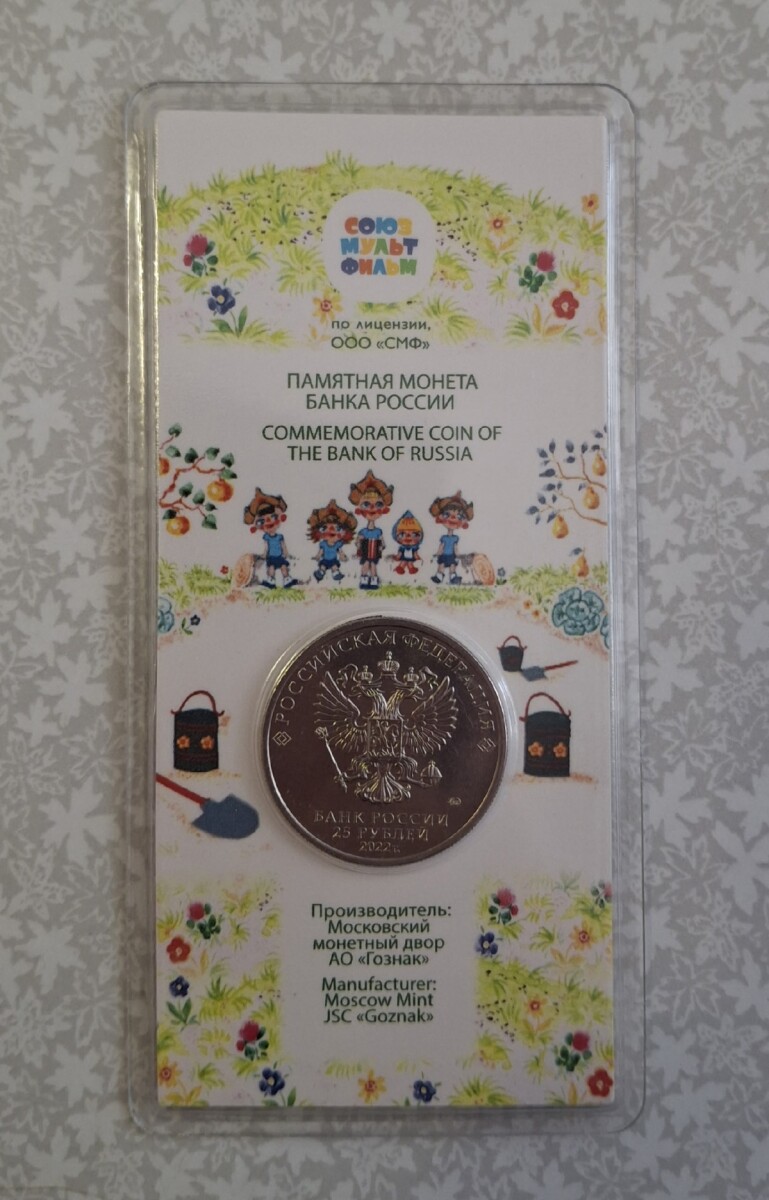 СОЮЗ
МУЛЬТ
ФИЛЬМ
по лицензии,
ООО «СМФ»
ПАМЯТНАЯ МОНЕТА
БАНКА РОССИИ
COMMEMORATIVE COIN OF
THE BANK OF RUSSIA
РОССИЙСКАЯ ФЕДЕРАЦИЯ
БАНК РОССИИ
25 РУБЛЕЙ
2022 г.
Производитель:
Московский
монетный двор
АО «Гознак»
Manufacturer:
Moscow Mint
JSC «Goznak»